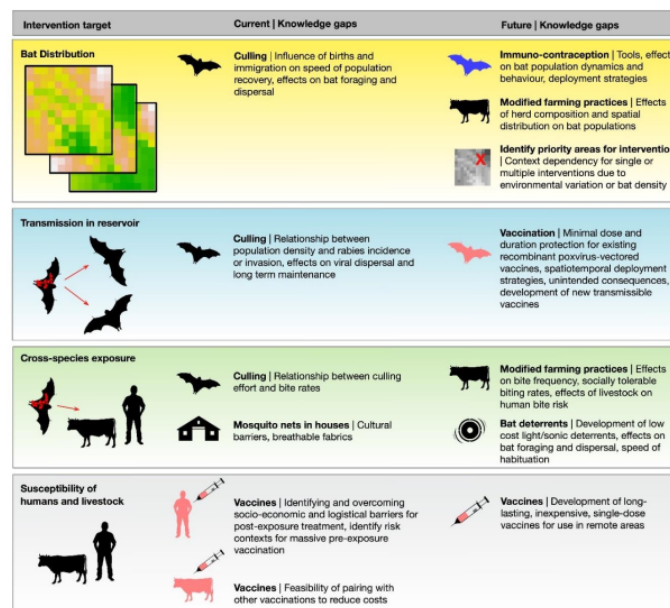 Intervention target
Current | Knowledge gaps
Future | Knowledge gaps
Bat Distribution
Culling | Influence of births and
immigration on speed of population
recovery, effects on bat foraging and
dispersal
Immuno-contraception | Tools, effect
on bat population dynamics and
behaviour, deployment strategies
Modified farming practices | Effects
of herd composition and spatial
distribution on bat populations
Identify priority areas for interventio
| Context dependency for single or
multiple interventions due to
environmental variation or bat density
Transmission in reservoir
Culling | Relationship between
population density and rabies incidence
or invasion, effects on viral dispersal and
long term maintenance
Vaccination | Minimal dose and
duration protection for existing
recombinant poxvirus-vectored
vaccines, spatiotemporal deployment
strategies, unintended consequences,
development of new transmissible
vaccines
Cross-species exposure
Culling | Relationship between culling
effort and bite rates
Mosquito nets in houses | Cultural
barriers, breathable fabrics
Modified farming practices | Effects
on bite frequency, socially tolerable
biting rates, effects of livestock on
human bite risk
Bat deterrents | Development of low
cost light/sonic deterrents, effects on
bat foraging and dispersal, speed of
habituation
Susceptibility of
humans and livestock
Vaccines | Identifying and overcoming
socio-economic and logistical barriers for
post-exposure treatment, identify risk
contexts for massive pre-exposure
vaccination
Vaccines | Feasibility of pairing with
other vaccinations to reduce costs
Vaccines | Development of long-
lasting, inexpensive, single-dose
vaccines for use in remote areas